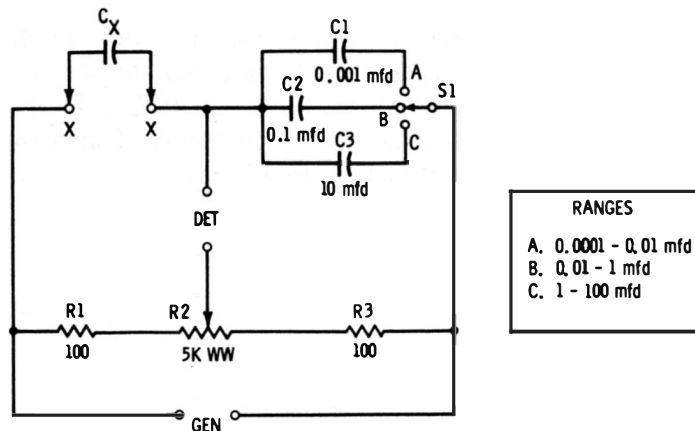 CX
C1
0.001 mfd
A
C2
S1
B
0.1 mfd
C
C3
10 mfd
X
X
DET
R1
100
R2
5K WW
R3
100
GEN
RANGES
A. 0.0001 - 0.01 mfd
B. 0.01 - 1 mfd
C. 1 - 100 mfd